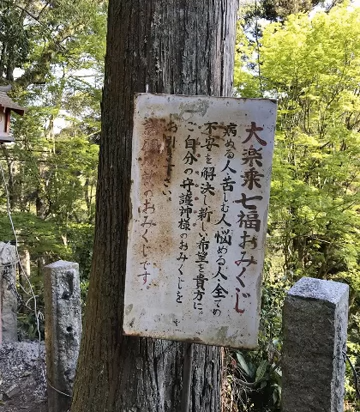 大楽乗七福おみくじ
病ぬる人苦しむ人悩める人全ての
不安を解決し新しい希望を貴方に
ご自分の守護神様のおみくじを
お引き下さい
のおみくじです。